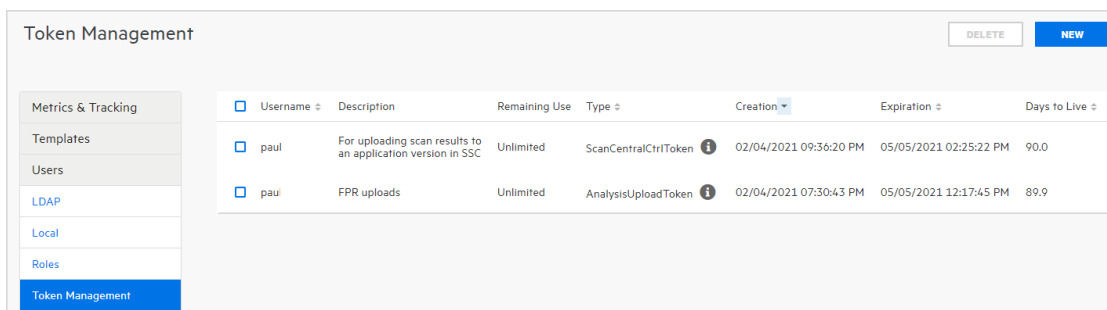 Token Management
DELETE
NEW
Metrics & Tracking
Templates
Users
LDAP
Local
Roles
Token Management
Username Description Remaining Use Type Creation Expiration Days to Live
paul For uploading scan results to an application version in SSC Unlimited ScanCentralCtrlToken 02/04/2021 09:36:20 PM 05/05/2021 02:25:22 PM 90.0
paul FPR uploads Unlimited AnalysisUploadToken 02/04/2021 07:30:43 PM 05/05/2021 12:17:45 PM 89.9